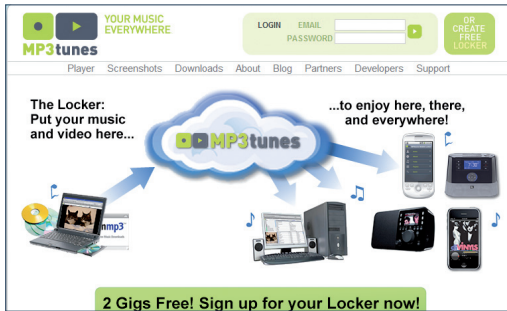 MP3tunes
YOUR MUSIC
EVERYWHERE
LOGIN EMAIL
PASSWORD
OR
CREATE
FREE
LOCKER
Player Screenshots Downloads About Blog Partners Developers Support
The Locker:
Put your music
and video here...
MP3tunes
...to enjoy here, there,
and everywhere!
nmp3
2 Gigs Free! Sign up for your Locker now!